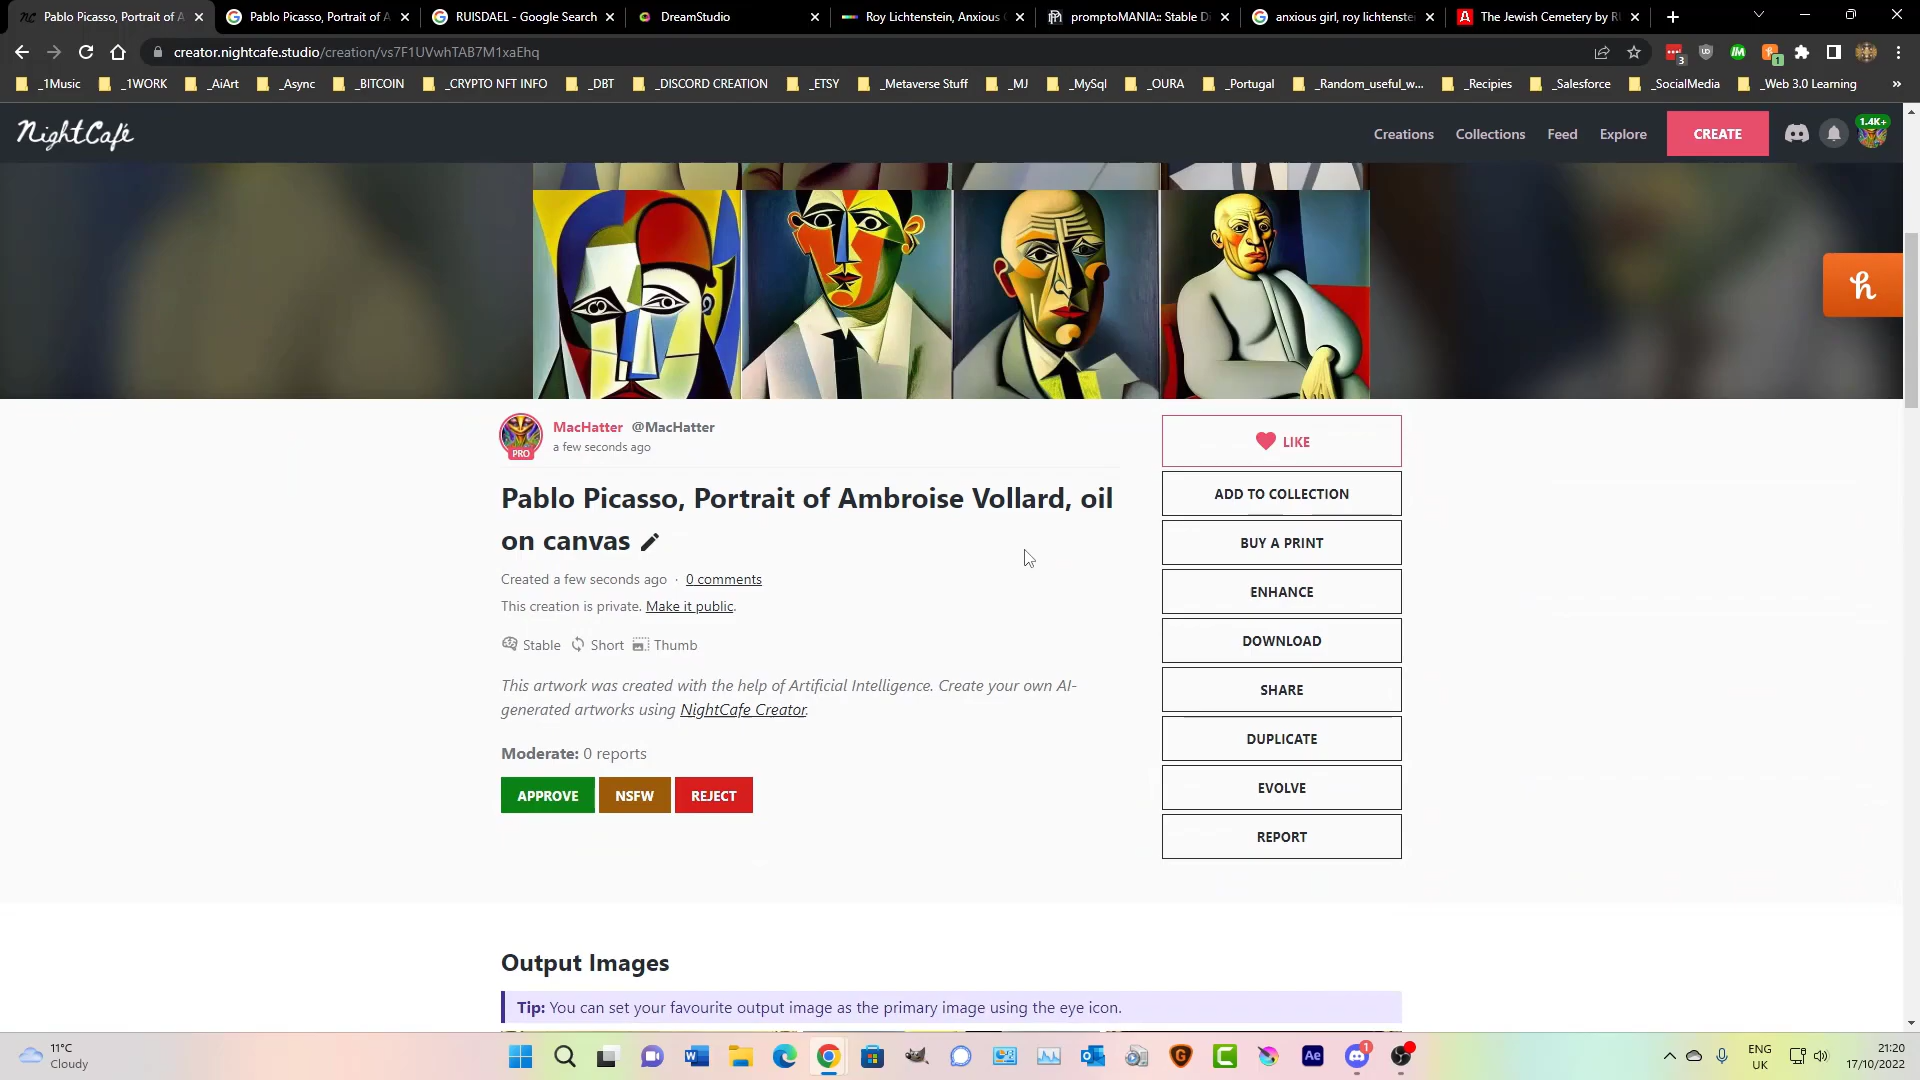 Pablo Picasso, Portrait of A
Pablo Picasso, Portrait of A
RUISDAEL - Google Search
DreamStudio
Roy Lichtenstein, Anxious
promptoMANIA:: Stable Di
anxious girl, roy lichtenste
The Jewish Cemetery by R
creator.nightcafe.studio/creation/vs7F1UVwhTAB7M1xaEhq
3
1
_1Music
_1WORK
_AiArt
_Async
_BITCOIN
_CRYPTO NFT INFO
_DBT
_DISCORD CREATION
_ETSY
_Metaverse Stuff
_MJ
_MySql
_OURA
_Portugal
_Random_useful_w...
_Recipies
_Salesforce
_SocialMedia
_Web 3.0 Learning
»
NightCafé
Creations
Collections
Feed
Explore
CREATE
1.4K+
h
MacHatter @MacHatter
a few seconds ago
PRO
Pablo Picasso, Portrait of Ambroise Vollard, oil
on canvas
Created a few seconds ago · 0 comments
This creation is private. Make it public.
Stable Short Thumb
This artwork was created with the help of Artificial Intelligence. Create your own AI-
generated artworks using NightCafe Creator.
Moderate: 0 reports
APPROVE
NSFW
REJECT
LIKE
ADD TO COLLECTION
BUY A PRINT
ENHANCE
DOWNLOAD
SHARE
DUPLICATE
EVOLVE
REPORT
Output Images
Tip: You can set your favourite output image as the primary image using the eye icon.
11°C
Cloudy
Ae
1
ENG
UK
21:20
17/10/2022